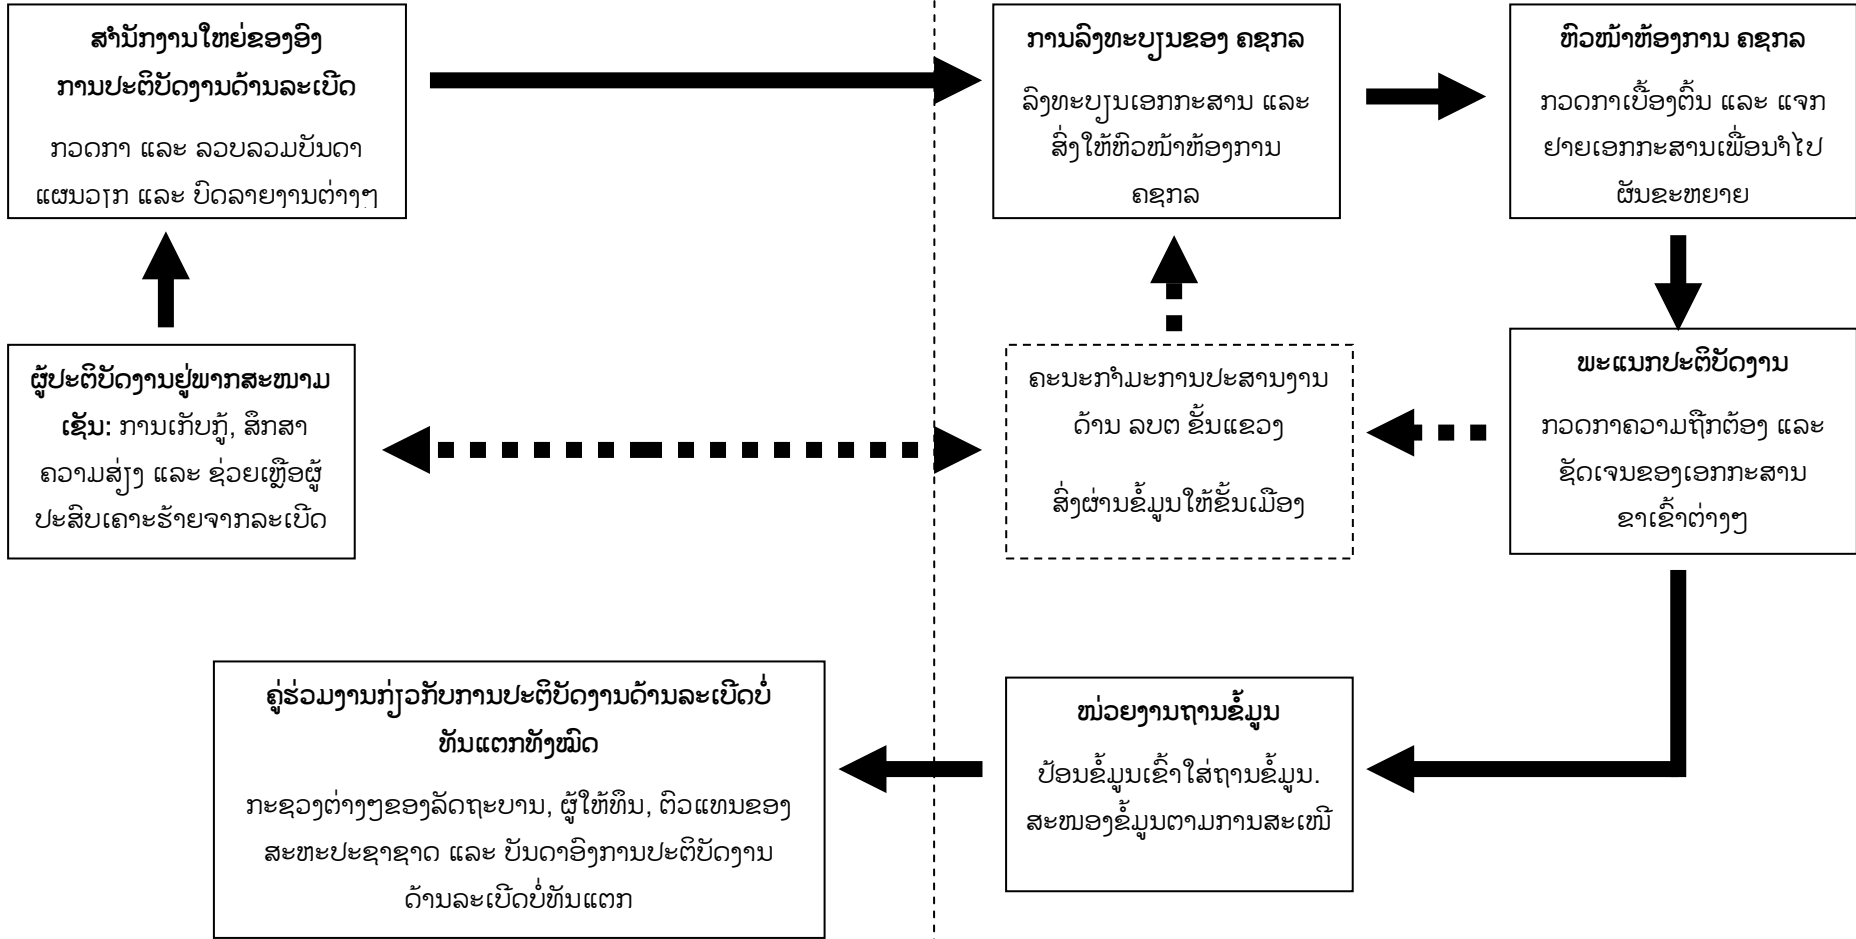 ສຳນັກງານໃຫຍ່ຂອງອົງ
ການປະຕິບັດງານດ້ານລະເບີດ
ກວດກາ ແລະ ລວບລວມບັນດາ
ແຜນວຽກ ແລະ ບົດລາຍງານຕ່າງໆ
ການລົງທະບຽນຂອງ ຄຊກລ
ລົງທະບຽນເອກກະສານ ແລະ
ສົ່ງໃຫ້ຫົວໜ້າຫ້ອງການ
ຄຊກລ
ຫົວໜ້າຫ້ອງການ ຄຊກລ
ກວດກາເບື້ອງຕົ້ນ ແລະ ແຈກ
ຢາຍເອກກະສານເພື່ອນຳໄປ
ຜັນຂະຫຍາຍ
ຜູ້ປະຕິບັດງານຢູ່ພາກສະໜາມ
ເຊັ່ນ: ການເກັບກູ້, ສຶກສາ
ຄວາມສ່ຽງ ແລະ ຊ່ວຍເຫຼືອຜູ້
ປະສົບເຄາະຮ້າຍຈາກລະເບີດ
ຄະນະກຳມະການປະສານງານ
ດ້ານ ລບຕ ຂັ້ນແຂວງ
ສົ່ງຜ່ານຂໍ້ມູນໃຫ້ຂັ້ນເມືອງ
ພະແນກປະຕິບັດງານ
ກວດກາຄວາມຖືກຕ້ອງ ແລະ
ຊັດເຈນຂອງເອກກະສານ
ຂາເຂົ້າຕ່າງໆ
ຄູ່ຮ່ວມງານກ່ຽວກັບການປະຕິບັດງານດ້ານລະເບີດບໍ່
ທັນແຕກທັງໝົດ
ກະຊວງຕ່າງໆຂອງລັດຖະບານ, ຜູ້ໃຫ້ທຶນ, ຕົວແທນຂອງ
ສະຫະປະຊາຊາດ ແລະ ບັນດາອົງການປະຕິບັດງານ
ດ້ານລະເບີດບໍ່ທັນແຕກ
ໜ່ວຍງານຖານຂໍ້ມູນ
ປ້ອນຂໍ້ມູນເຂົ້າໃສ່ຖານຂໍ້ມູນ.
ສະໜອງຂໍ້ມູນຕາມການສະເໜີ